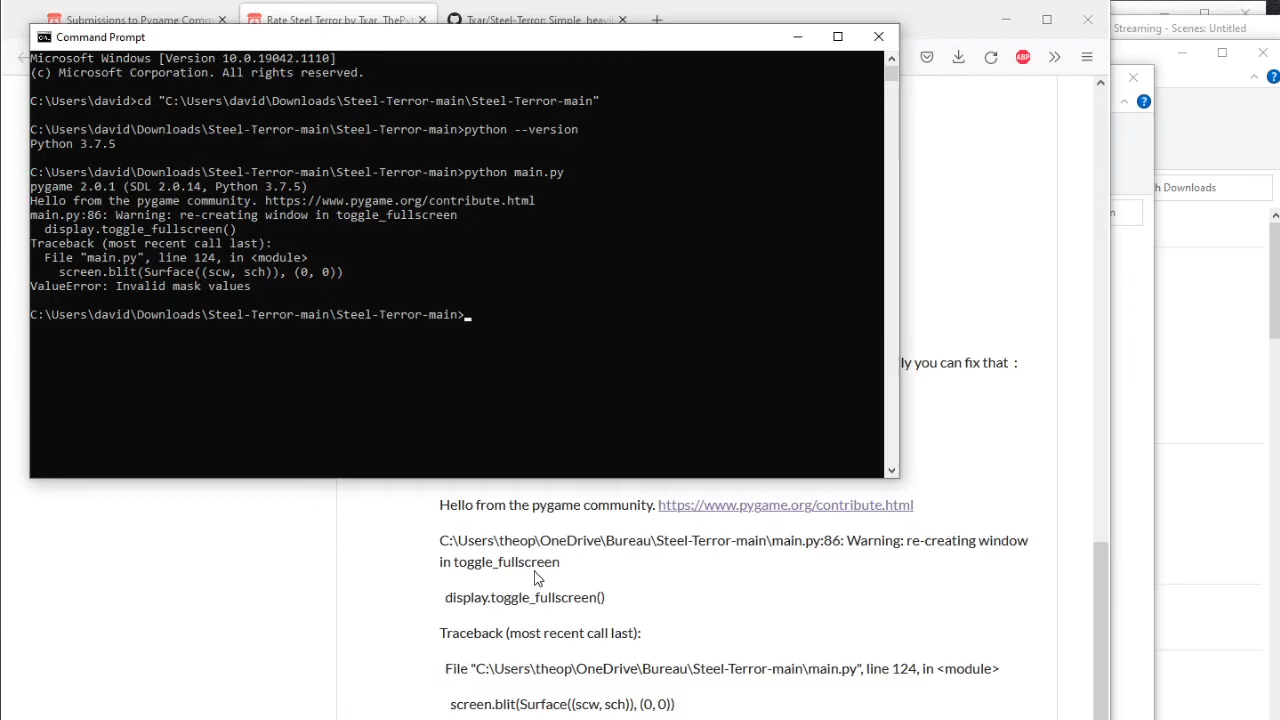 Submissions to Pygame Comm
Rate Steel Terror by Txar, ThePy
Txar/Steel-Terror: Simple, heavil
Streaming - Scenes: Untitled
Command Prompt
ABP
Microsoft Windows [Version 10.0.19042.1110]
(c) Microsoft Corporation. All rights reserved.
C:\Users\david>cd "C:\Users\david\Downloads\Steel-Terror-main\Steel-Terror-main"
C:\Users\david\Downloads\Steel-Terror-main\Steel-Terror-main>python --version
Python 3.7.5
C:\Users\david\Downloads\Steel-Terror-main\Steel-Terror-main>python main.py
pygame 2.0.1 (SDL 2.0.14, Python 3.7.5)
Hello from the pygame community. https://www.pygame.org/contribute.html
main.py:86: Warning: re-creating window in toggle_fullscreen
display.toggle_fullscreen()
Traceback (most recent call last):
File "main.py", line 124, in <module>
screen.blit(Surface((scw, sch)), (0, 0))
ValueError: Invalid mask values
C:\Users\david\Downloads\Steel-Terror-main\Steel-Terror-main>
h Downloads
n
ly you can fix that :
Hello from the pygame community. https://www.pygame.org/contribute.html
C:\Users\theop\OneDrive\Bureau\Steel-Terror-main\main.py:86: Warning: re-creating window
in toggle_fullscreen
display.toggle_fullscreen()
Traceback (most recent call last):
File "C:\Users\theop\OneDrive\Bureau\Steel-Terror-main\main.py", line 124, in <module>
screen.blit(Surface((scw, sch)), (0, 0))